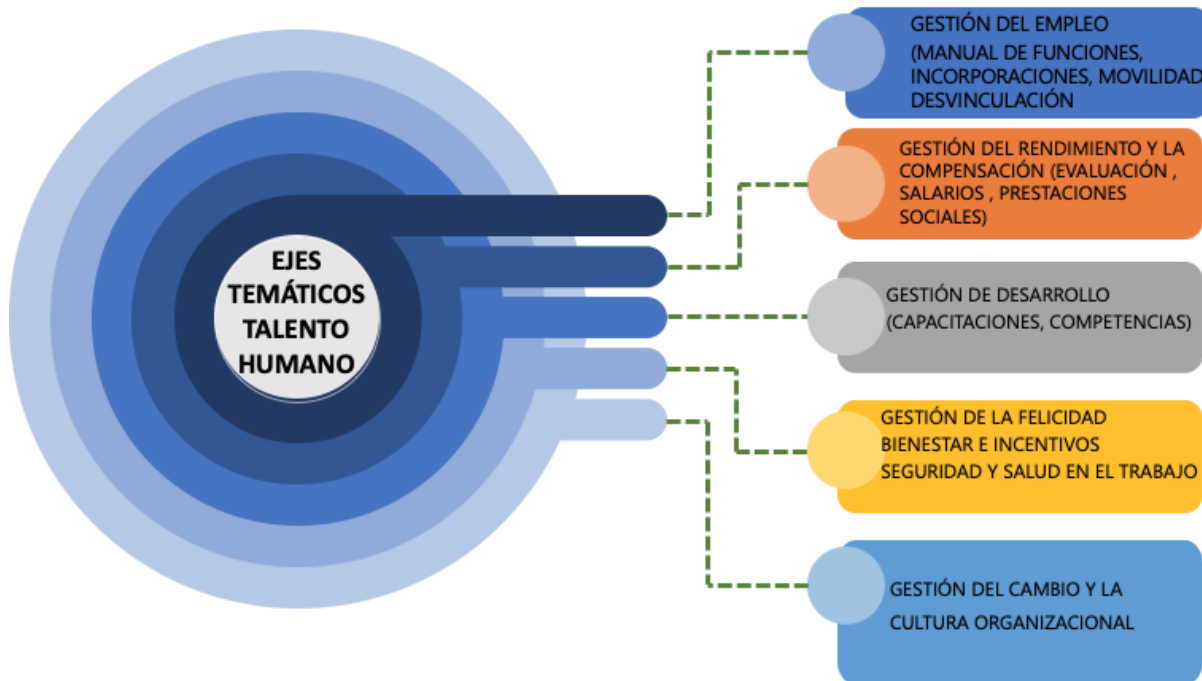 EJES
TEMÁTICOS
TALENTO
HUMANO
GESTIÓN DEL EMPLEO
(MANUAL DE FUNCIONES,
INCORPORACIONES, MOVILIDAD
DESVINCULACIÓN
GESTIÓN DEL RENDIMIENTO Y LA
COMPENSACIÓN (EVALUACIÓN ,
SALARIOS , PRESTACIONES
SOCIALES)
GESTIÓN DE DESARROLLO
(CAPACITACIONES, COMPETENCIAS)
GESTIÓN DE LA FELICIDAD
BIENESTAR E INCENTIVOS
SEGURIDAD Y SALUD EN EL TRABAJO
GESTIÓN DEL CAMBIO Y LA
CULTURA ORGANIZACIONAL